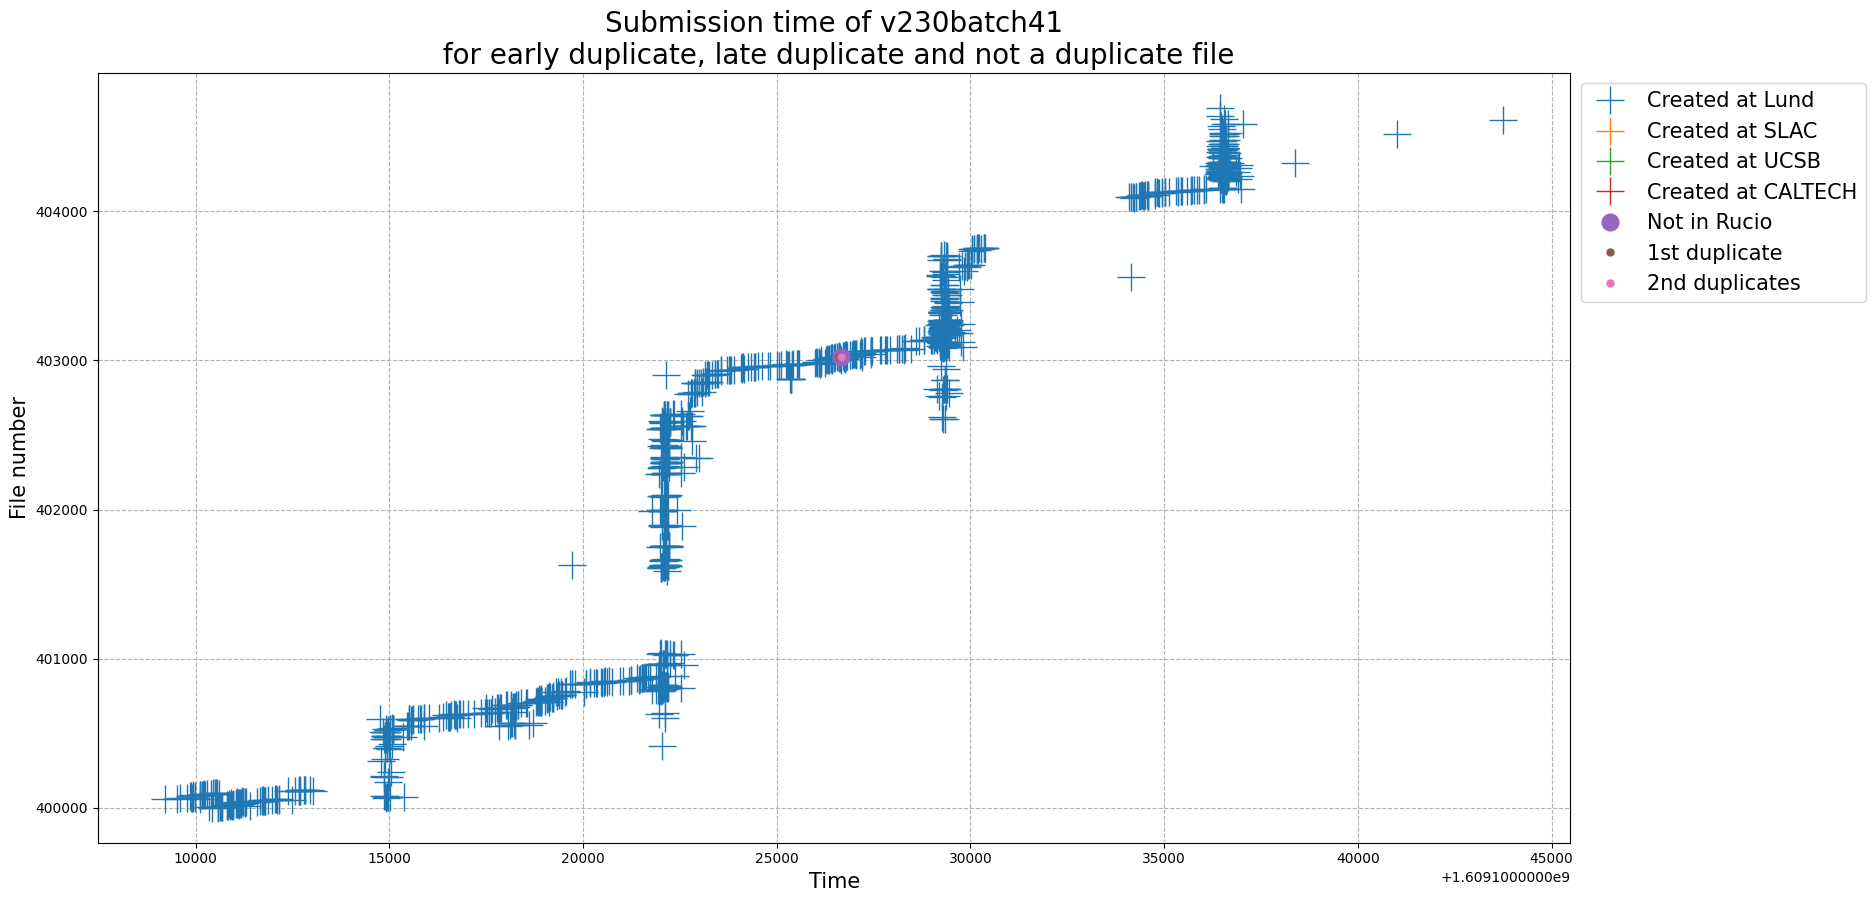 Submission time of v230batch41
for early duplicate, late duplicate and not a duplicate file
Created at Lund
Created at SLAC
Created at UCSB
Created at CALTECH
Not in Rucio
1st duplicate
2nd duplicates
File number
404000
403000
402000
401000
400000
10000
15000
20000
25000
30000
35000
40000
45000
Time
+1.6091000000e9